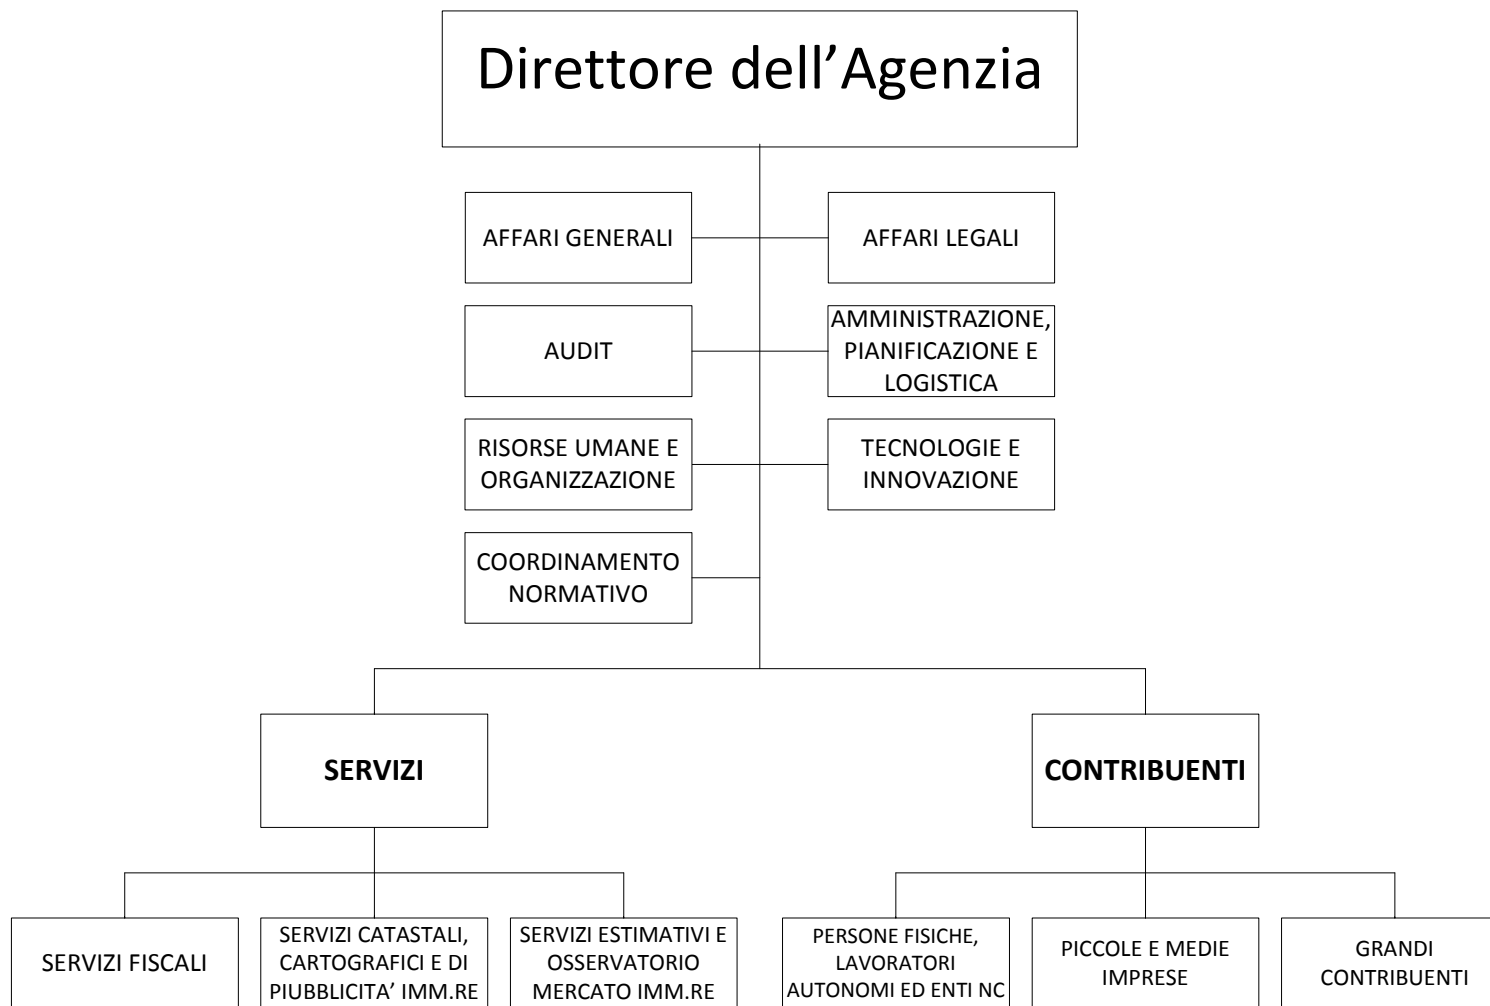 Direttore dell’Agenzia
AFFARI GENERALI
AFFARI LEGALI
AUDIT
AMMINISTRAZIONE,
PIANIFICAZIONE E
LOGISTICA
RISORSE UMANE E
ORGANIZZAZIONE
TECNOLOGIE E
INNOVAZIONE
COORDINAMENTO
NORMATIVO
SERVIZI
CONTRIBUENTI
SERVIZI FISCALI
SERVIZI CATASTALI,
CARTOGRAFICI E DI
PIUBBLICITA’ IMM.RE
SERVIZI ESTIMATIVI E
OSSERVATORIO
MERCATO IMM.RE
PERSONE FISICHE,
LAVORATORI
AUTONOMI ED ENTI NC
PICCOLE E MEDIE
IMPRESE
GRANDI
CONTRIBUENTI